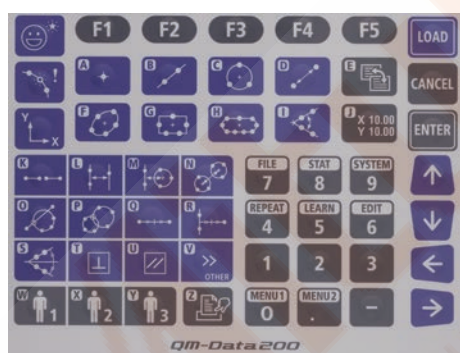 F1 F2 F3 F4 F5 LOAD
! A B C D E CANCEL
Y X F G H I J X 10.00 Y 10.00 ENTER
K L M N FILE 7 STAT 8 SYSTEM 9
O P Q R REPEAT 4 LEARN 5 EDIT 6
S T U V >> OTHER 1 2 3
W 1 X 2 Y 3 Z MENU1 0 MENU2 . −
QM-Data200